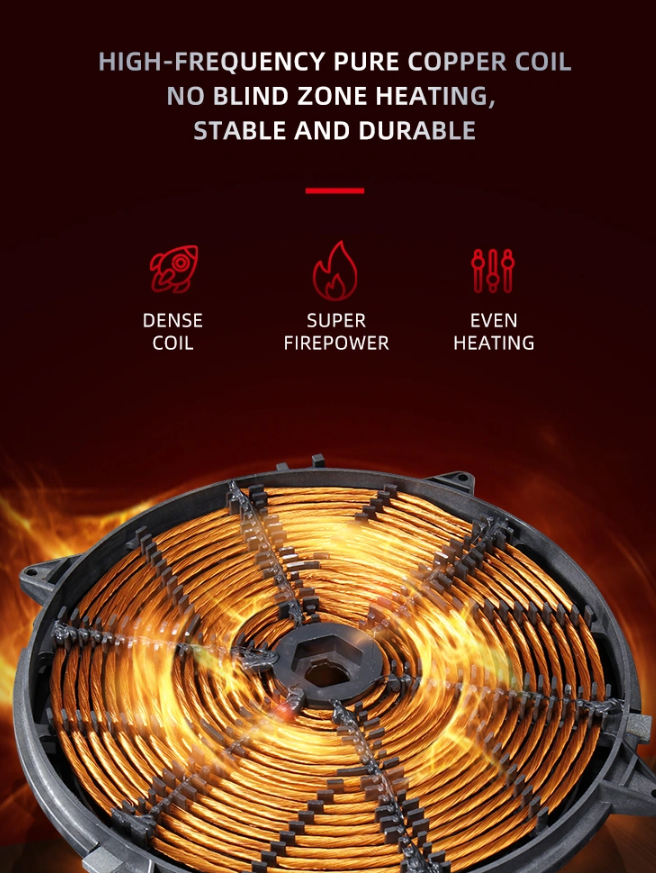 HIGH-FREQUENCY PURE COPPER COIL
NO BLIND ZONE HEATING,
STABLE AND DURABLE
DENSE
COIL
SUPER
FIREPOWER
EVEN
HEATING